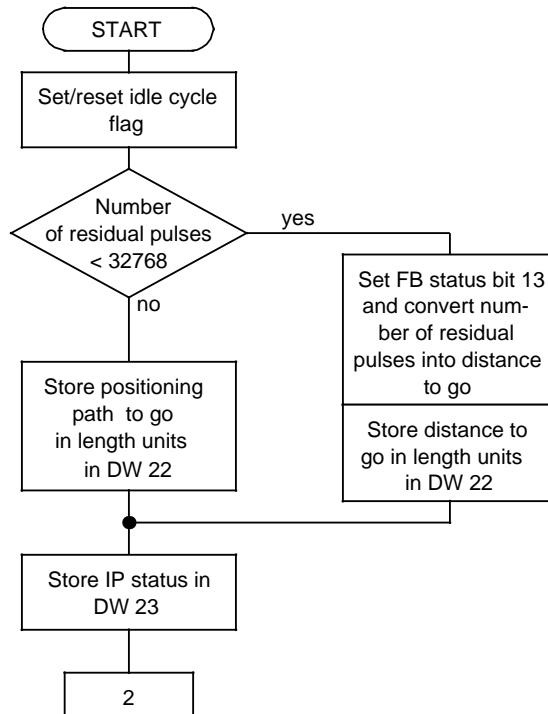 START
Set/reset idle cycle
flag
Number
of residual pulses
< 32768
yes
no
Set FB status bit 13
and convert num-
ber of residual
pulses into distance
to go
Store positioning
path to go
in length units
in DW 22
Store distance to
go in length units
in DW 22
Store IP status in
DW 23
2